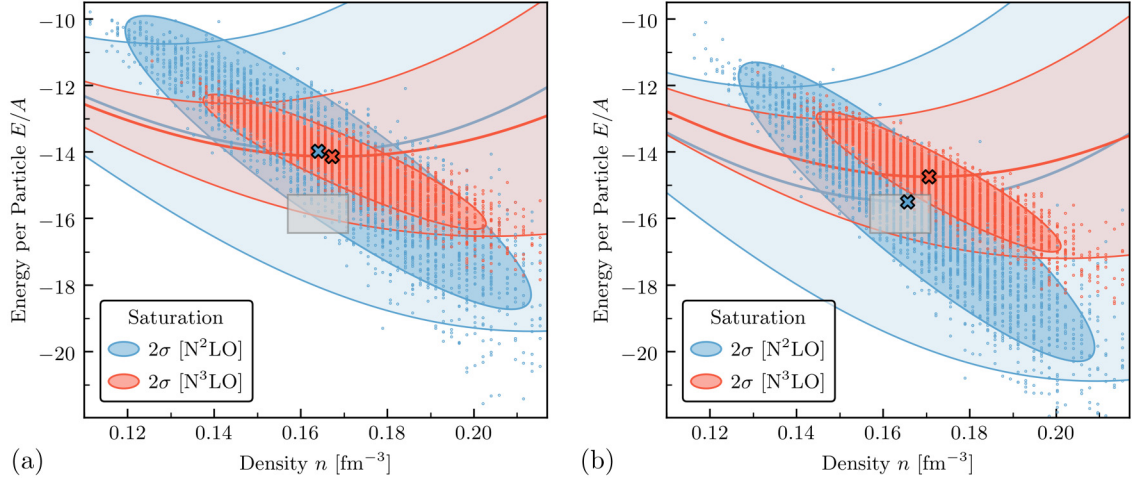 Energy per Particle E/A
−10
−12
−14
−16
−18
−20
Saturation
2σ [N²LO]
2σ [N³LO]
0.12 0.14 0.16 0.18 0.20
Density n [fm⁻³]
(a)
Energy per Particle E/A
−10
−12
−14
−16
−18
−20
Saturation
2σ [N²LO]
2σ [N³LO]
0.12 0.14 0.16 0.18 0.20
Density n [fm⁻³]
(b)